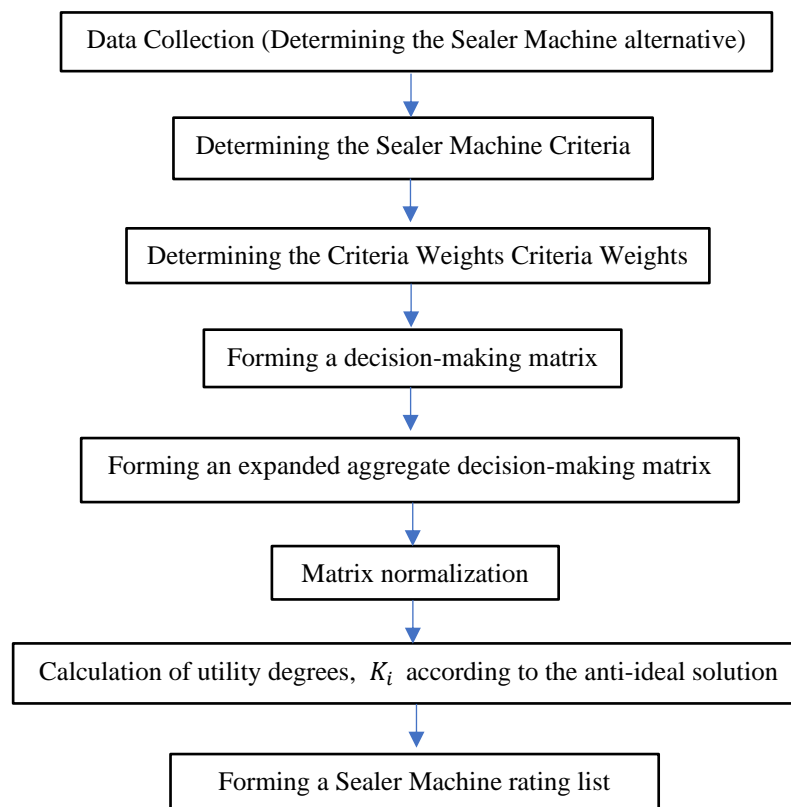 Data Collection (Determining the Sealer Machine alternative)
Determining the Sealer Machine Criteria
Determining the Criteria Weights Criteria Weights
Forming a decision-making matrix
Forming an expanded aggregate decision-making matrix
Matrix normalization
Calculation of utility degrees, K_i according to the anti-ideal solution
Forming a Sealer Machine rating list